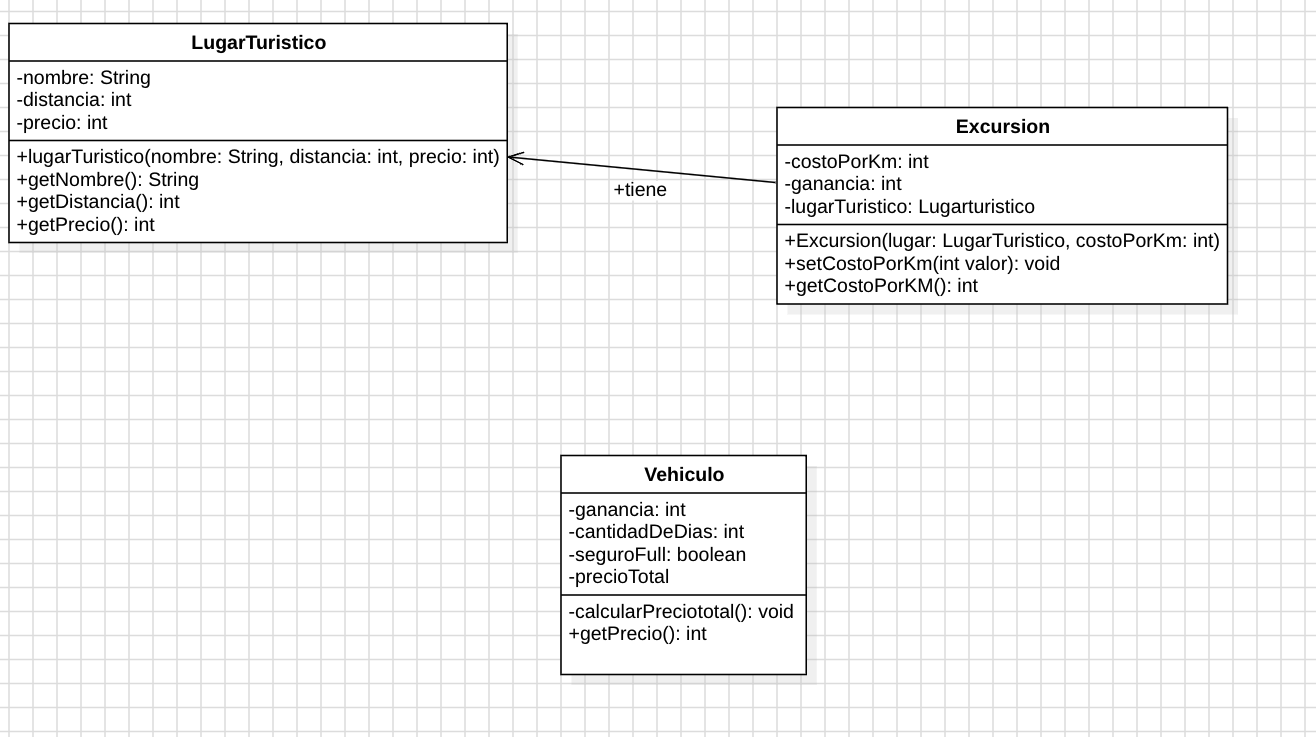 LugarTuristico
-nombre: String
-distancia: int
-precio: int
+lugarTuristico(nombre: String, distancia: int, precio: int)
+getNombre(): String
+getDistancia(): int
+getPrecio(): int
+tiene
Excursion
-costoPorKm: int
-ganancia: int
-lugarTuristico: Lugarturistico
+Excursion(lugar: LugarTuristico, costoPorKm: int)
+setCostoPorKm(int valor): void
+getCostoPorKM(): int
Vehiculo
-ganancia: int
-cantidadDeDias: int
-seguroFull: boolean
-precioTotal
-calcularPreciototal(): void
+getPrecio(): int